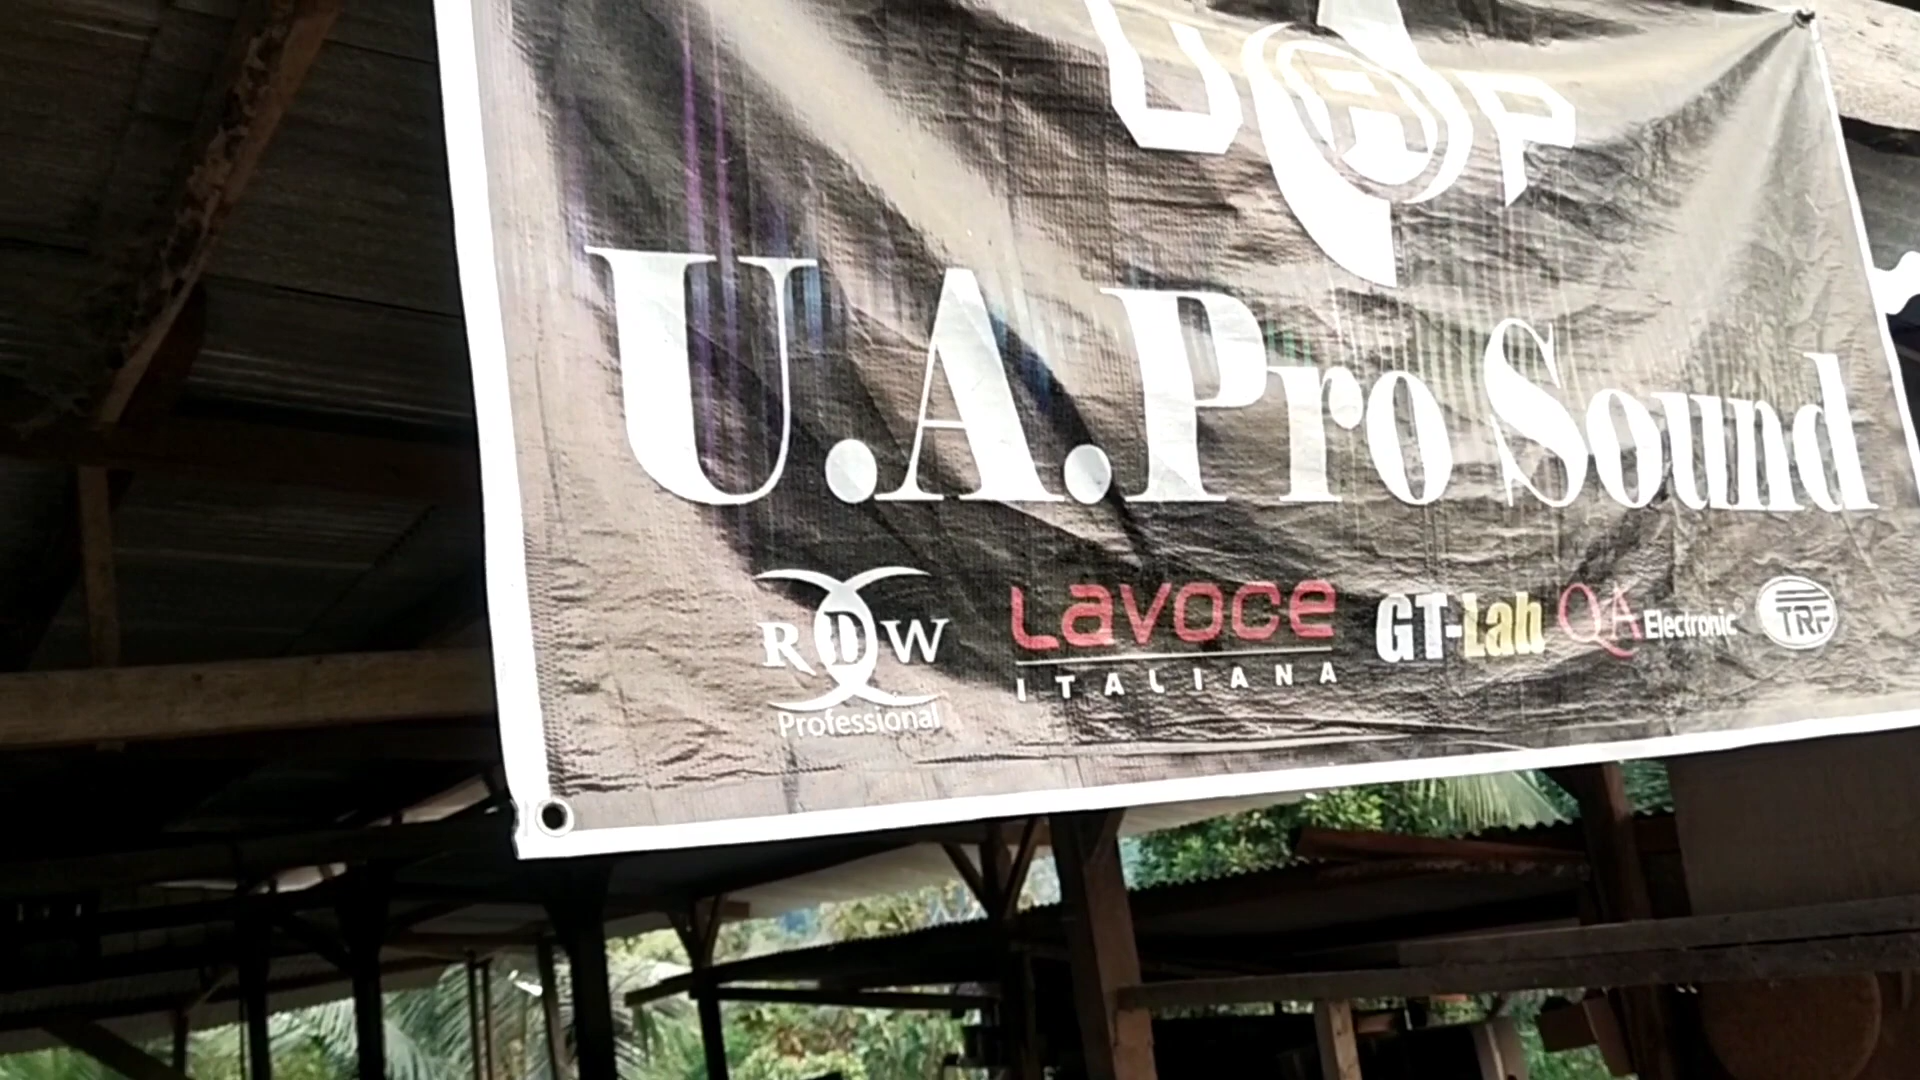 UAP
U.A.Pro Sound
RDW Professional
Lavoce ITALIANA
GT-Lab
QA Electronic
TRF